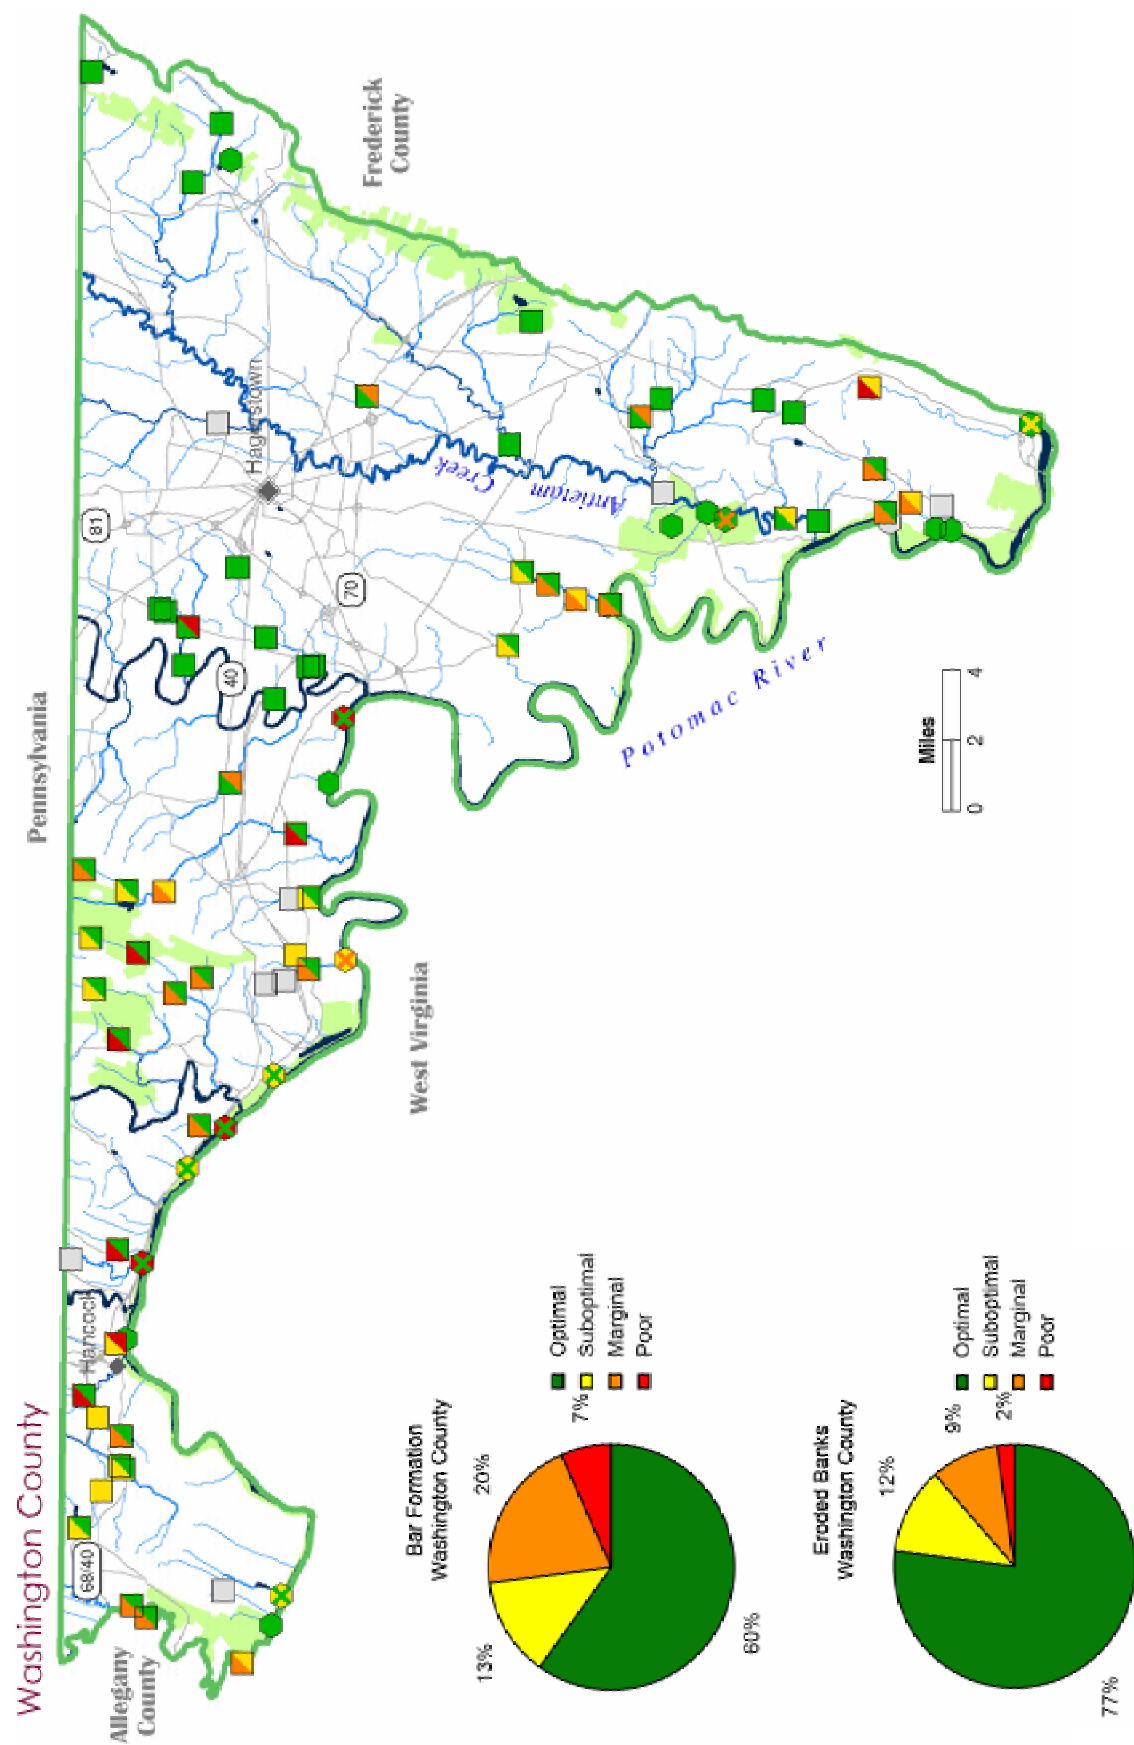 Washington County
Pennsylvania
Allegany
County
Frederick
County
West Virginia
68/40
Hancock
40
81
70
Hagerstown
Antietam
Creek
Potomac River
Miles
0
2
4
Bar Formation
Washington County
60%
13%
20%
7%
Optimal
Suboptimal
Marginal
Poor
Eroded Banks
Washington County
77%
12%
9%
2%
Optimal
Suboptimal
Marginal
Poor